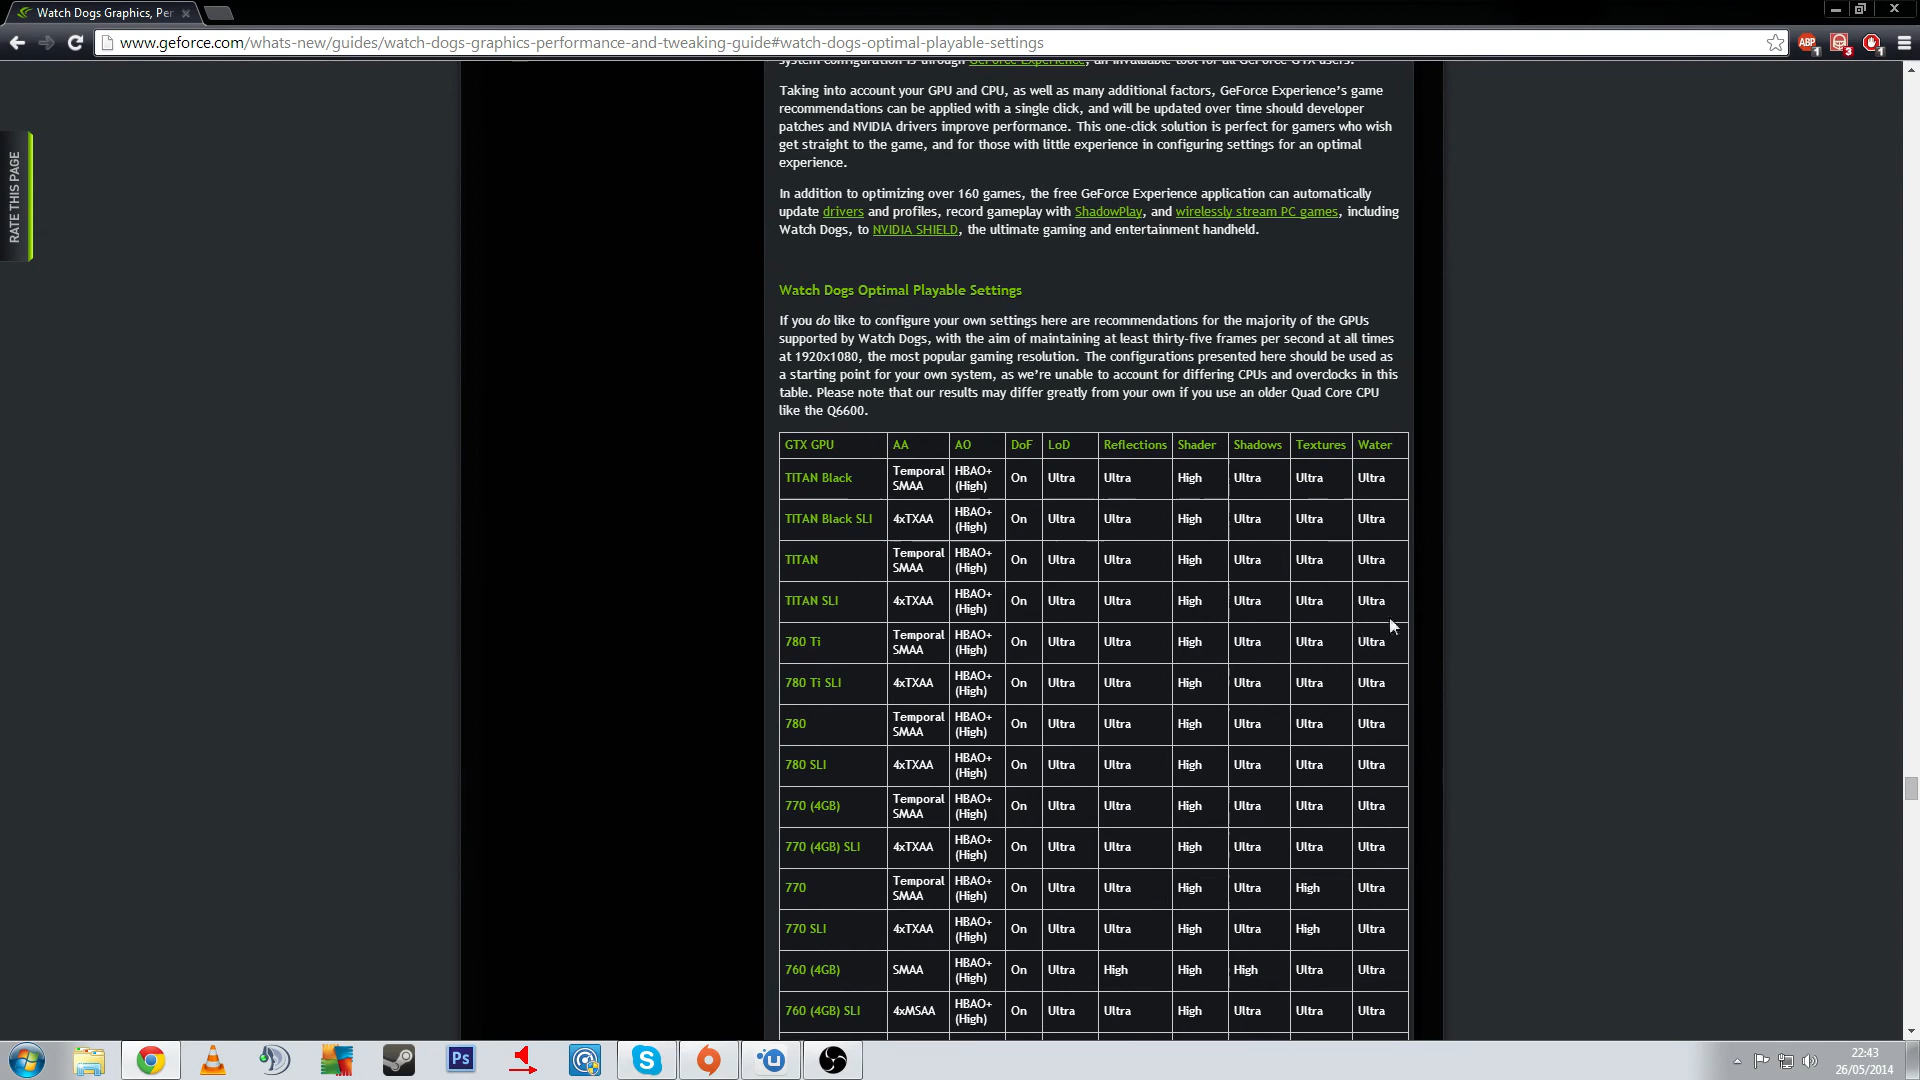 Watch Dogs Graphics, Per
www.geforce.com/whats-new/guides/watch-dogs-graphics-performance-and-tweaking-guide#watch-dogs-optimal-playable-settings
ABP
1
3
1
RATE THIS PAGE
system configuration is through GeForce Experience, an invaluable tool for all GeForce GTX users.
Taking into account your GPU and CPU, as well as many additional factors, GeForce Experience's game
recommendations can be applied with a single click, and will be updated over time should developer
patches and NVIDIA drivers improve performance. This one-click solution is perfect for gamers who wish
get straight to the game, and for those with little experience in configuring settings for an optimal
experience.
In addition to optimizing over 160 games, the free GeForce Experience application can automatically
update drivers and profiles, record gameplay with ShadowPlay, and wirelessly stream PC games, including
Watch Dogs, to NVIDIA SHIELD, the ultimate gaming and entertainment handheld.
Watch Dogs Optimal Playable Settings
If you do like to configure your own settings here are recommendations for the majority of the GPUs
supported by Watch Dogs, with the aim of maintaining at least thirty-five frames per second at all times
at 1920x1080, the most popular gaming resolution. The configurations presented here should be used as
a starting point for your own system, as we're unable to account for differing CPUs and overclocks in this
table. Please note that our results may differ greatly from your own if you use an older Quad Core CPU
like the Q6600.
GTX GPU AA AO DoF LoD Reflections Shader Shadows Textures Water
TITAN Black Temporal SMAA HBAO+ (High) On Ultra Ultra High Ultra Ultra Ultra
TITAN Black SLI 4xTXAA HBAO+ (High) On Ultra Ultra High Ultra Ultra Ultra
TITAN Temporal SMAA HBAO+ (High) On Ultra Ultra High Ultra Ultra Ultra
TITAN SLI 4xTXAA HBAO+ (High) On Ultra Ultra High Ultra Ultra Ultra
780 Ti Temporal SMAA HBAO+ (High) On Ultra Ultra High Ultra Ultra Ultra
780 Ti SLI 4xTXAA HBAO+ (High) On Ultra Ultra High Ultra Ultra Ultra
780 Temporal SMAA HBAO+ (High) On Ultra Ultra High Ultra Ultra Ultra
780 SLI 4xTXAA HBAO+ (High) On Ultra Ultra High Ultra Ultra Ultra
770 (4GB) Temporal SMAA HBAO+ (High) On Ultra Ultra High Ultra Ultra Ultra
770 (4GB) SLI 4xTXAA HBAO+ (High) On Ultra Ultra High Ultra Ultra Ultra
770 Temporal SMAA HBAO+ (High) On Ultra Ultra High Ultra High Ultra
770 SLI 4xTXAA HBAO+ (High) On Ultra Ultra High Ultra High Ultra
760 (4GB) SMAA HBAO+ (High) On Ultra High High High Ultra Ultra
760 (4GB) SLI 4xMSAA HBAO+ (High) On Ultra Ultra High Ultra Ultra Ultra
Ps
22:43
26/05/2014